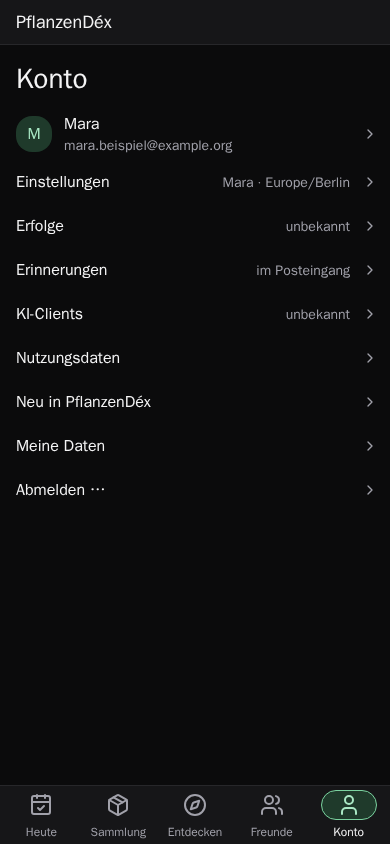 PflanzenDéx
Konto
M
Mara
mara.beispiel@example.org
Einstellungen Mara · Europe/Berlin
Erfolge unbekannt
Erinnerungen im Posteingang
KI-Clients unbekannt
Nutzungsdaten
Neu in PflanzenDéx
Meine Daten
Abmelden ···
Heute Sammlung Entdecken Freunde Konto